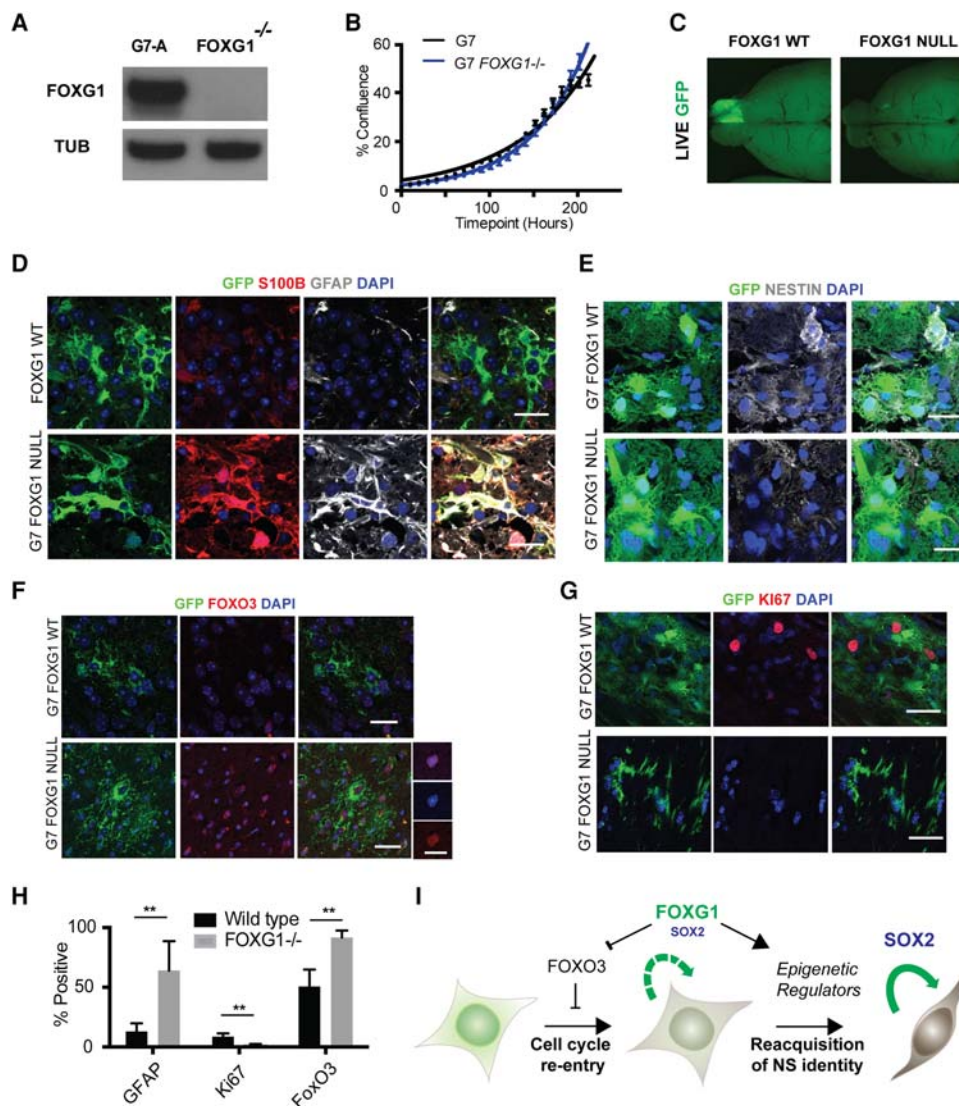 A
G7-A FOXG1 -/-
FOXG1
TUB
B
G7
G7 FOXG1-/-
% Confluence
60
40
20
0
0 100 200
Timepoint (Hours)
C
FOXG1 WT FOXG1 NULL
LIVE GFP
D
GFP S100B GFAP DAPI
FOXG1 WT
G7 FOXG1 NULL
E
GFP NESTIN DAPI
G7 FOXG1 WT
G7 FOXG1 NULL
F
GFP FOXO3 DAPI
G7 FOXG1 WT
G7 FOXG1 NULL
G
GFP KI67 DAPI
G7 FOXG1 WT
G7 FOXG1 NULL
H
% Positive
100
50
0
** ** **
Wild type
FOXG1-/-
GFAP Ki67 FoxO3
I
FOXG1
SOX2
FOXO3
Cell cycle
re-entry
Epigenetic
Regulators
Reacquisition
of NS identity
SOX2